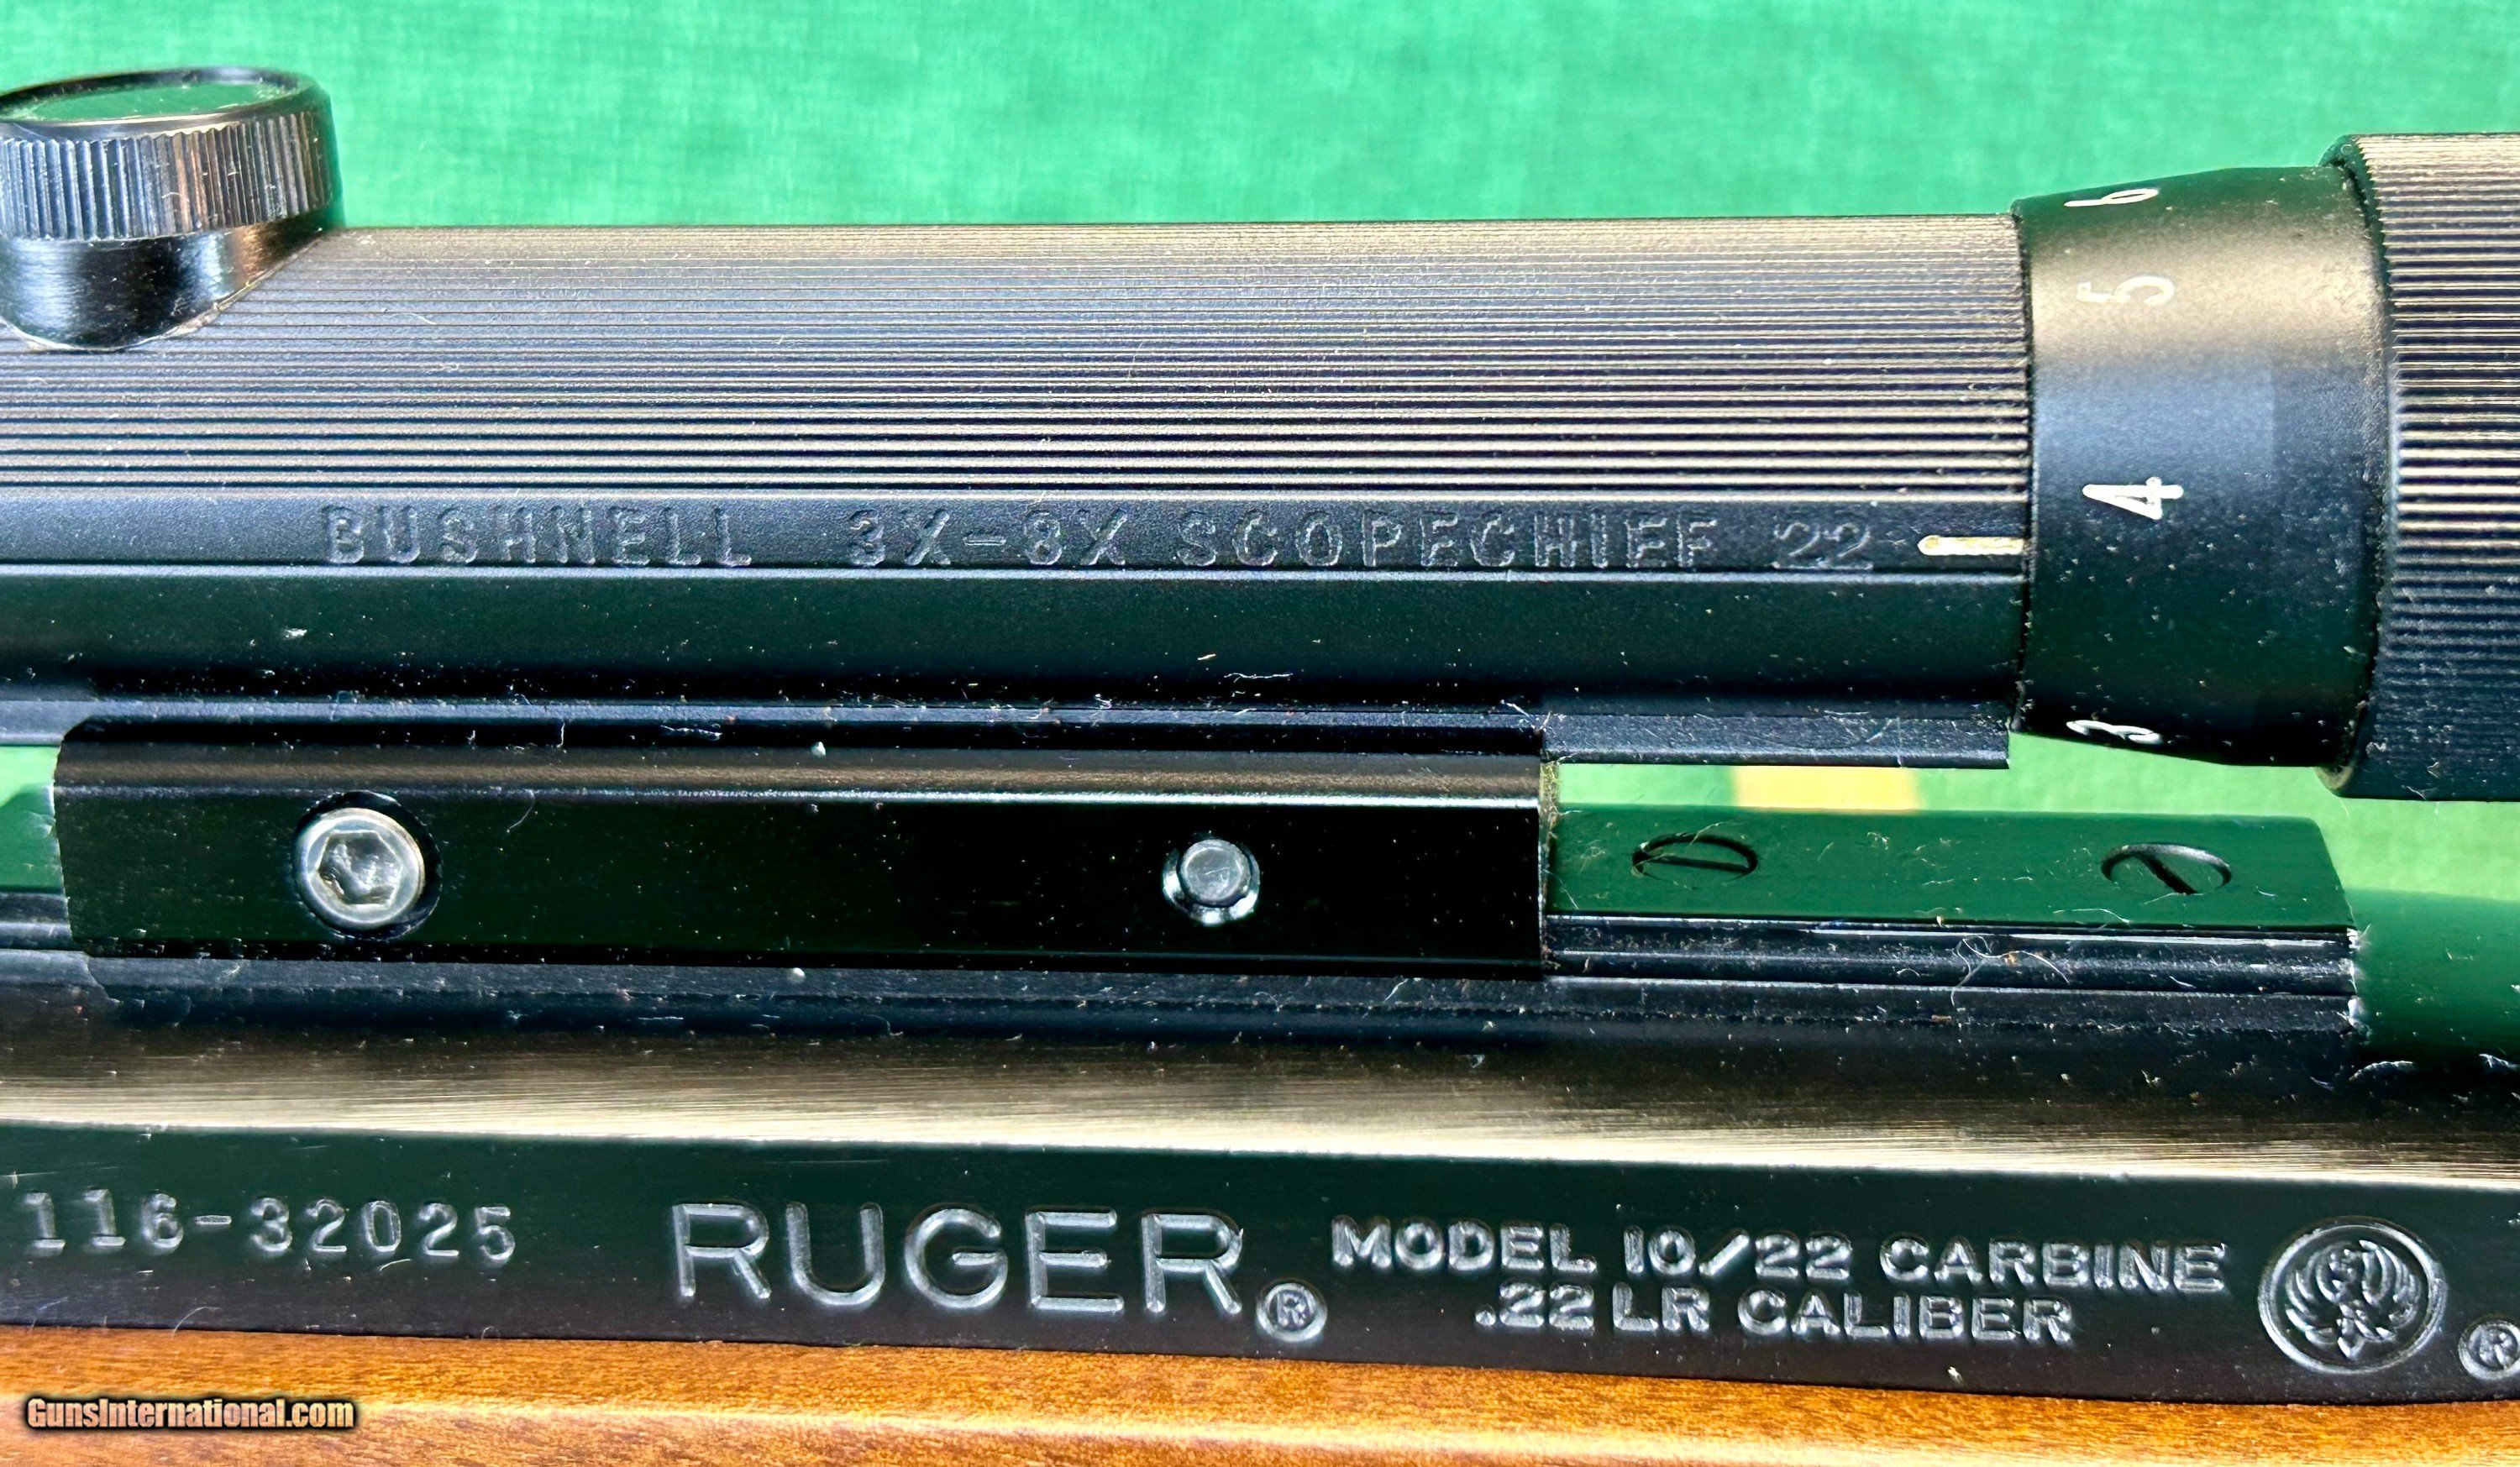 6
5
4
3
BUSHNELL 3X-8X SCOPECHIEF 22
116-32025 RUGER® MODEL 10/22 CARBINE
.22 LR CALIBER
®
GunsInternational.com